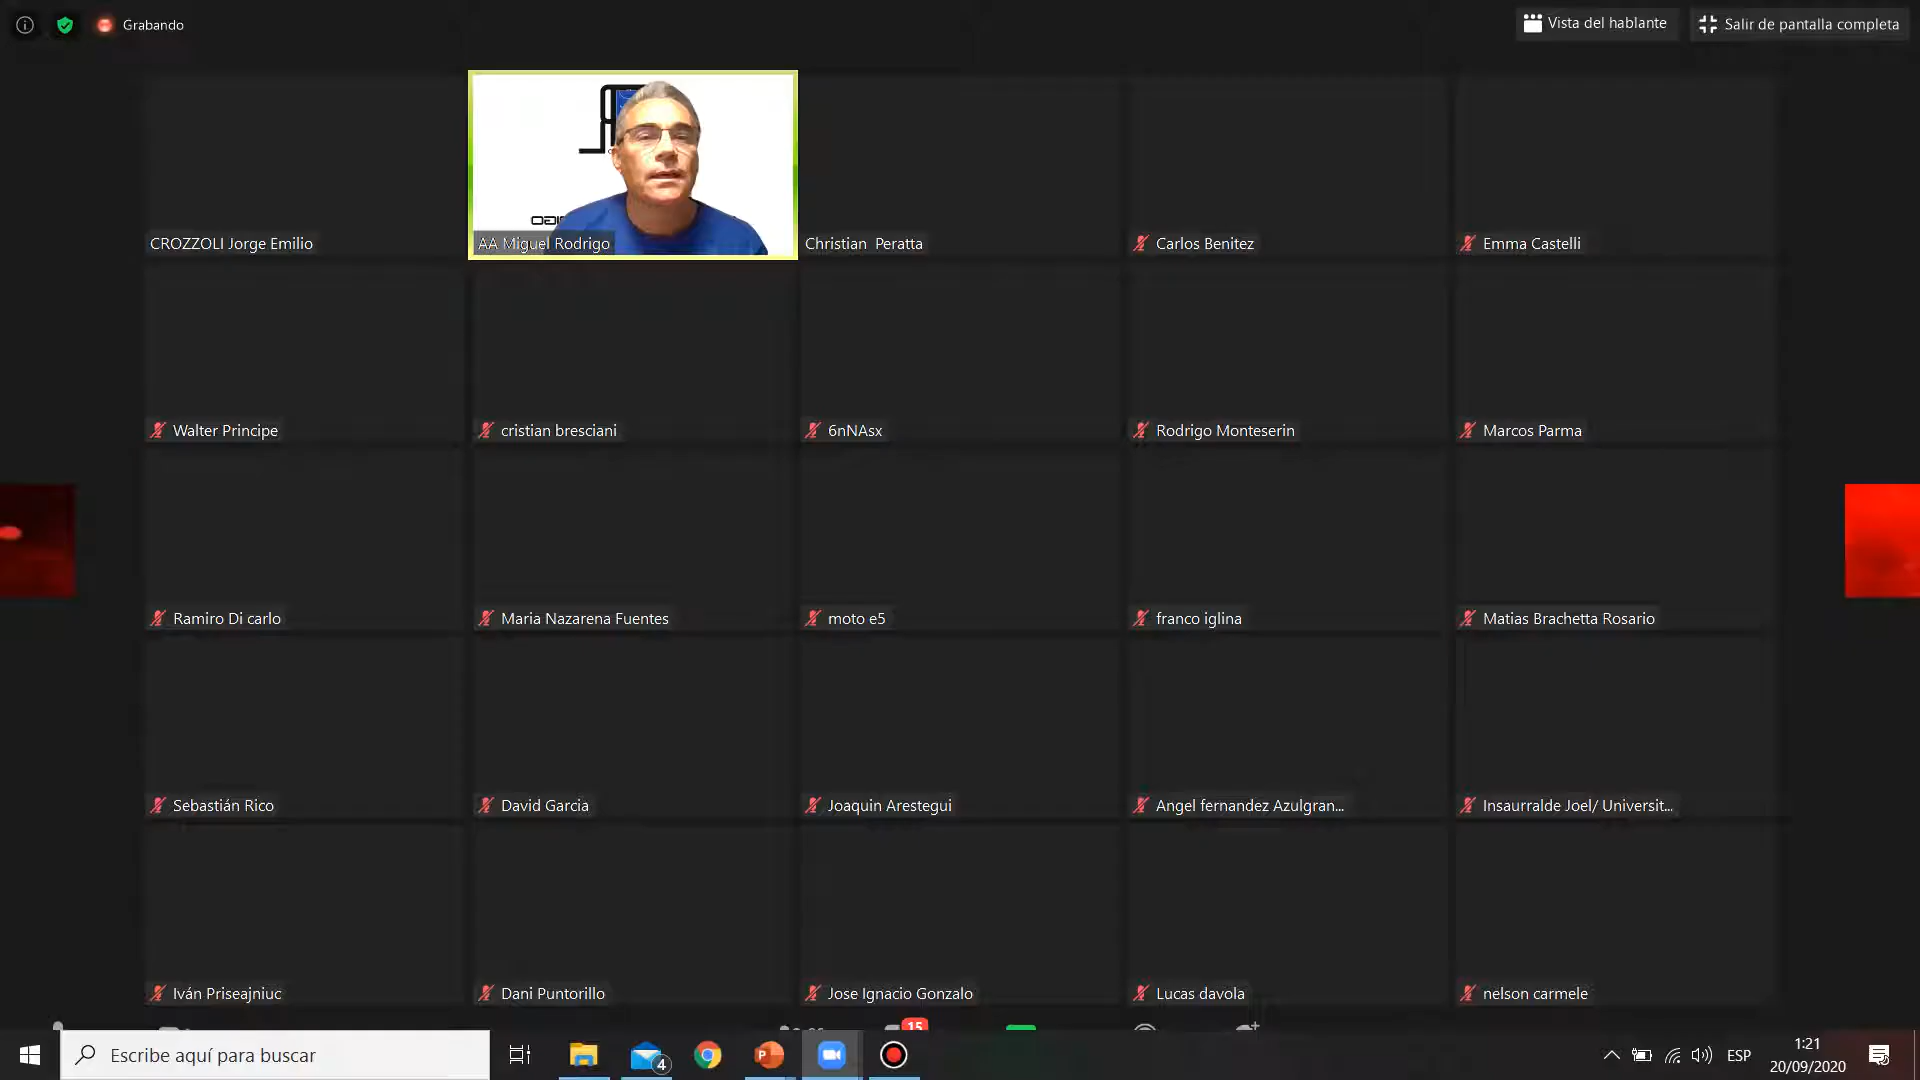 Grabando
Vista del hablante
Salir de pantalla completa
CROZZOLI Jorge Emilio
AA Miguel Rodrigo
Christian  Peratta
Carlos Benitez
Emma Castelli
Walter Principe
cristian bresciani
6nNAsx
Rodrigo Monteserin
Marcos Parma
Ramiro Di carlo
Maria Nazarena Fuentes
moto e5
franco iglina
Matias Brachetta Rosario
Sebastián Rico
David Garcia
Joaquin Arestegui
Angel fernandez Azulgran...
Insaurralde Joel/ Universit...
Iván Priseajniuc
Dani Puntorillo
Jose Ignacio Gonzalo
Lucas davola
nelson carmele
15
Escribe aquí para buscar
4
ESP
1:21
20/09/2020